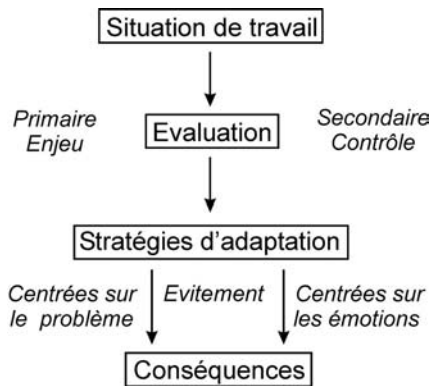 Situation de travail
Primaire
Enjeu
Evaluation
Secondaire
Contrôle
Stratégies d'adaptation
Centrées sur
le problème
Evitement
Centrées sur
les émotions
Conséquences